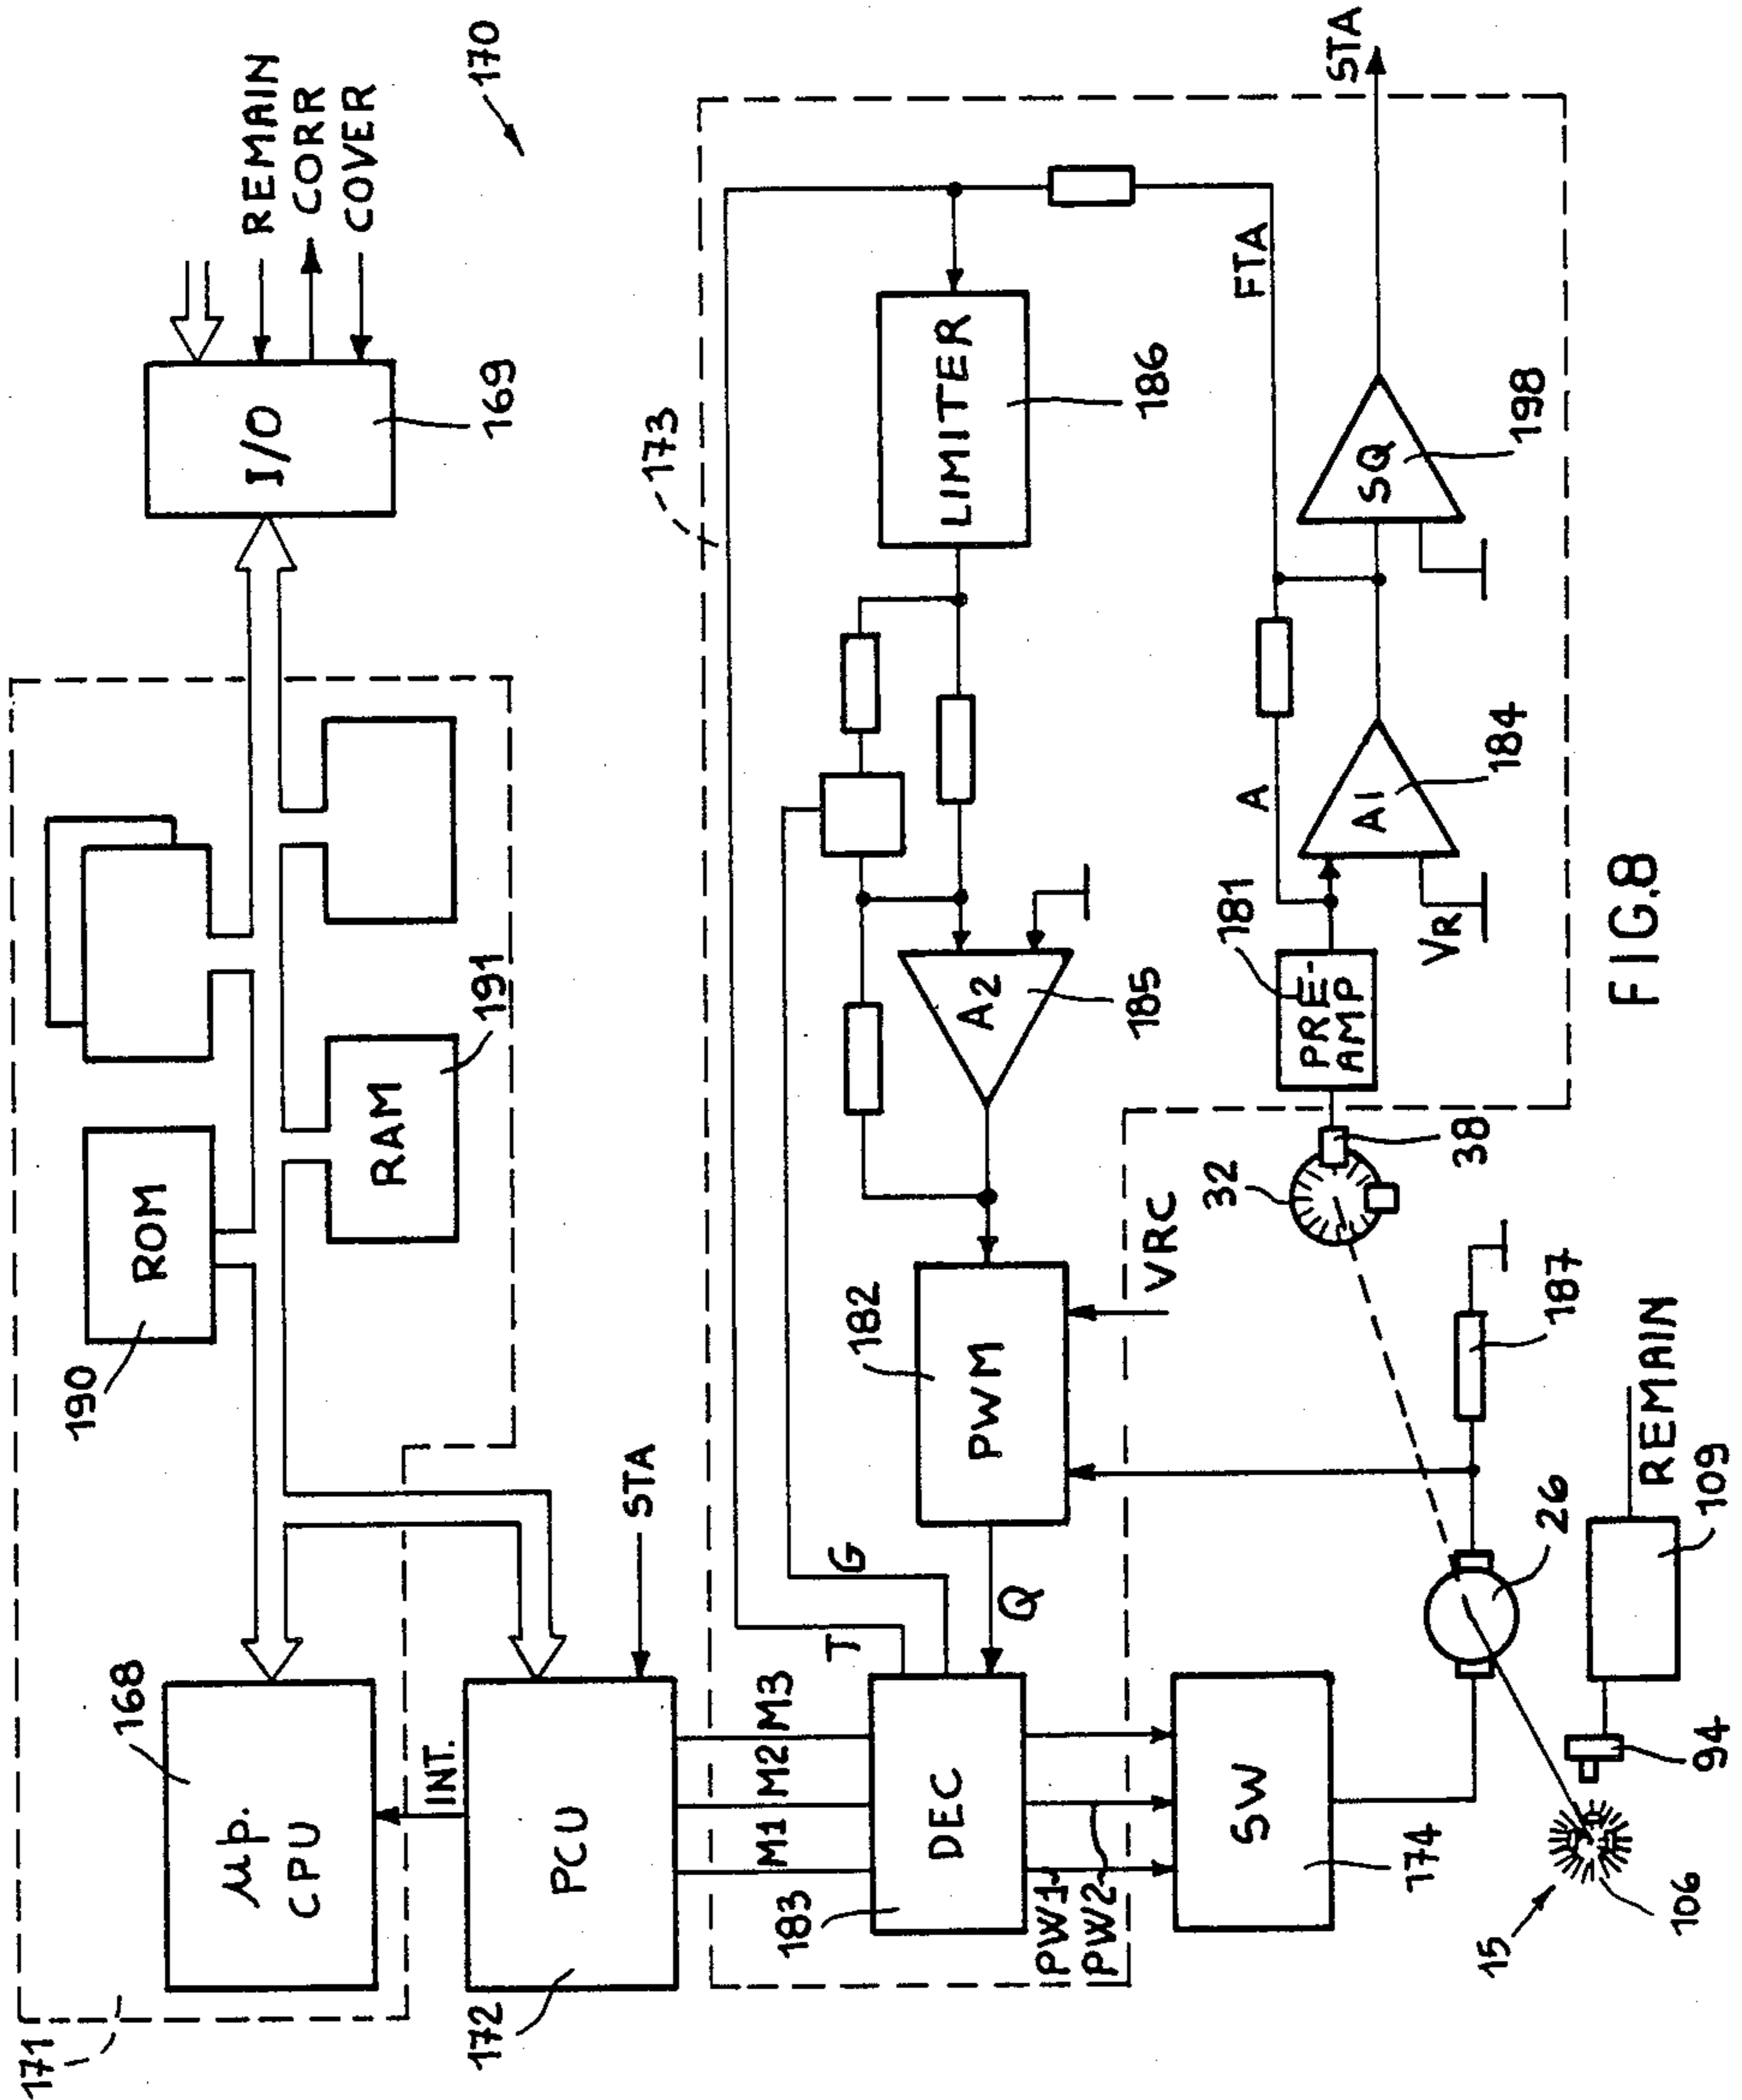 171
168
µp.
CPU
190
ROM
RAM
191
I/O
169
REMAIN
CORR
COVER
170
INT.
172
PCU
STA
M1
M2
M3
173
183
DEC
T
G
Q
182
PWM
VRC
A2
185
LIMITER
186
PW1
PW2
SW
174
32
38
181
PRE-
AMP
A
VR
A1
184
FTA
SQ
198
STA
187
26
15
106
94
109
REMAIN
FIG.8